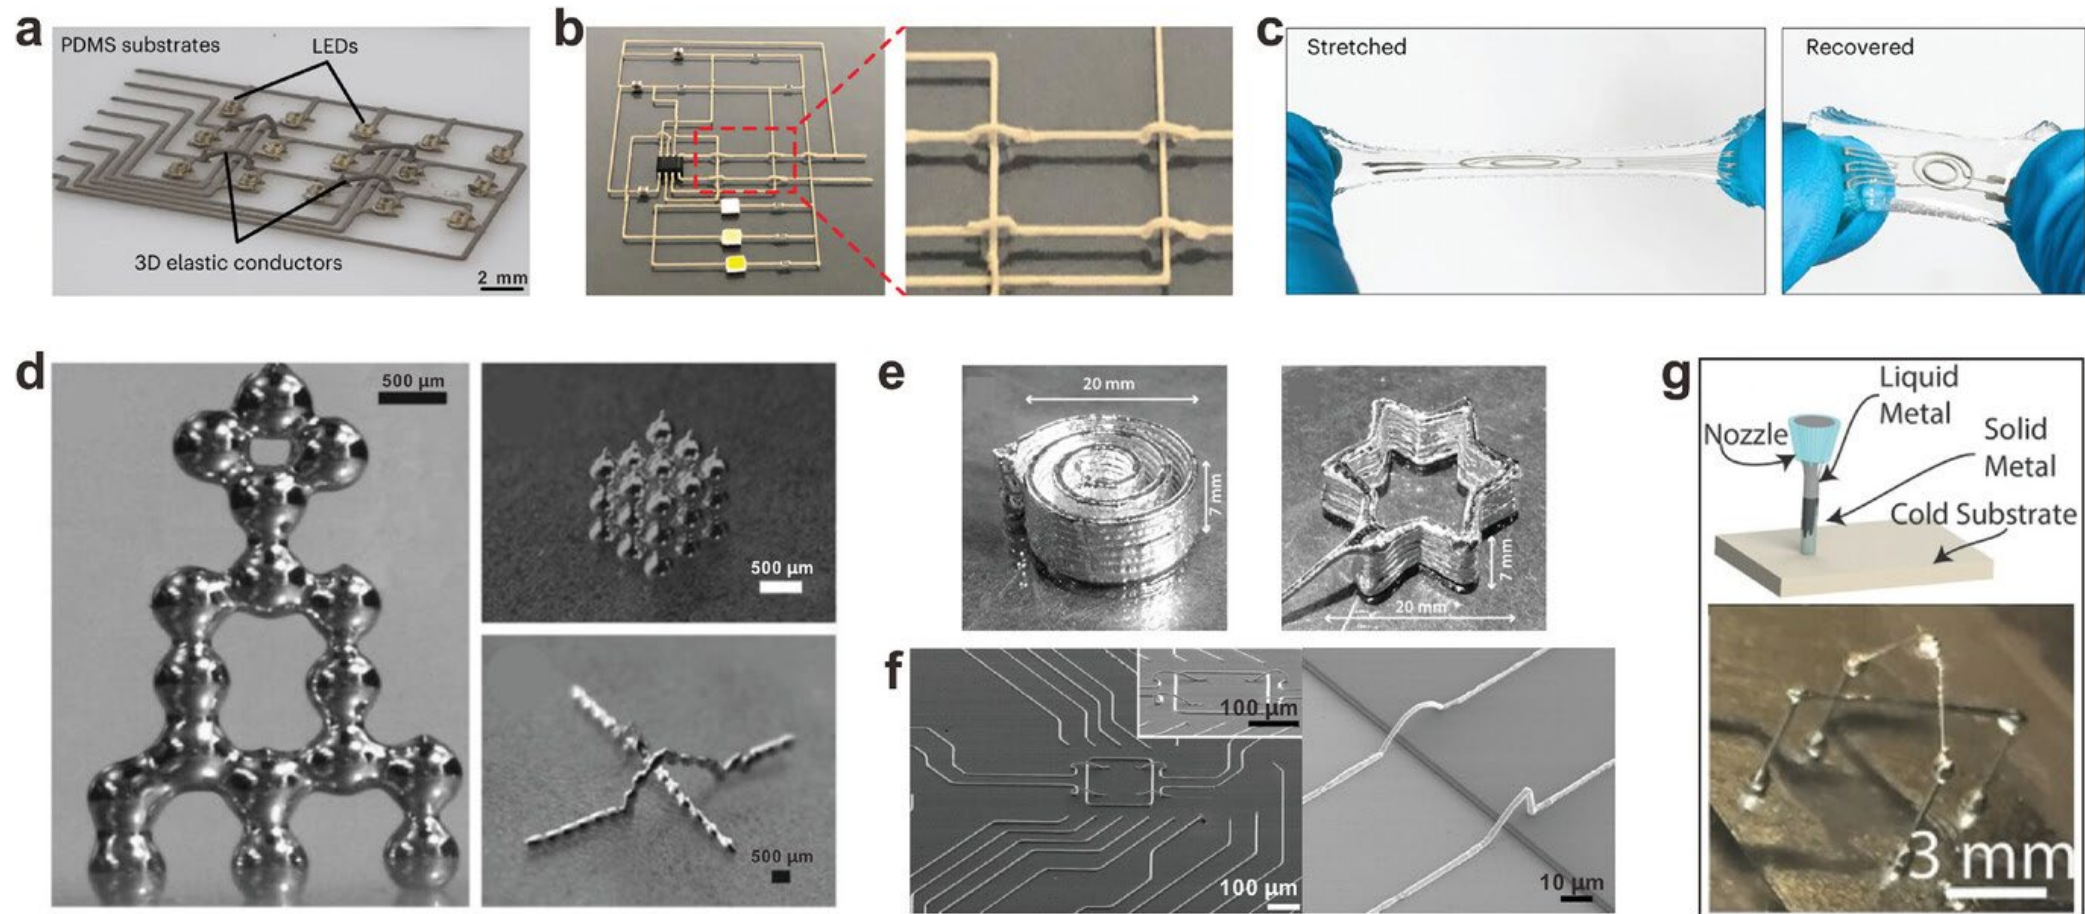 a
PDMS substrates
LEDs
3D elastic conductors
2 mm
b
c
Stretched
Recovered
d
500 µm
500 µm
500 µm
e
20 mm
7 mm
7 mm
20 mm
f
100 µm
100 µm
10 µm
g
Liquid
Metal
Nozzle
Solid
Metal
Cold Substrate
3 mm